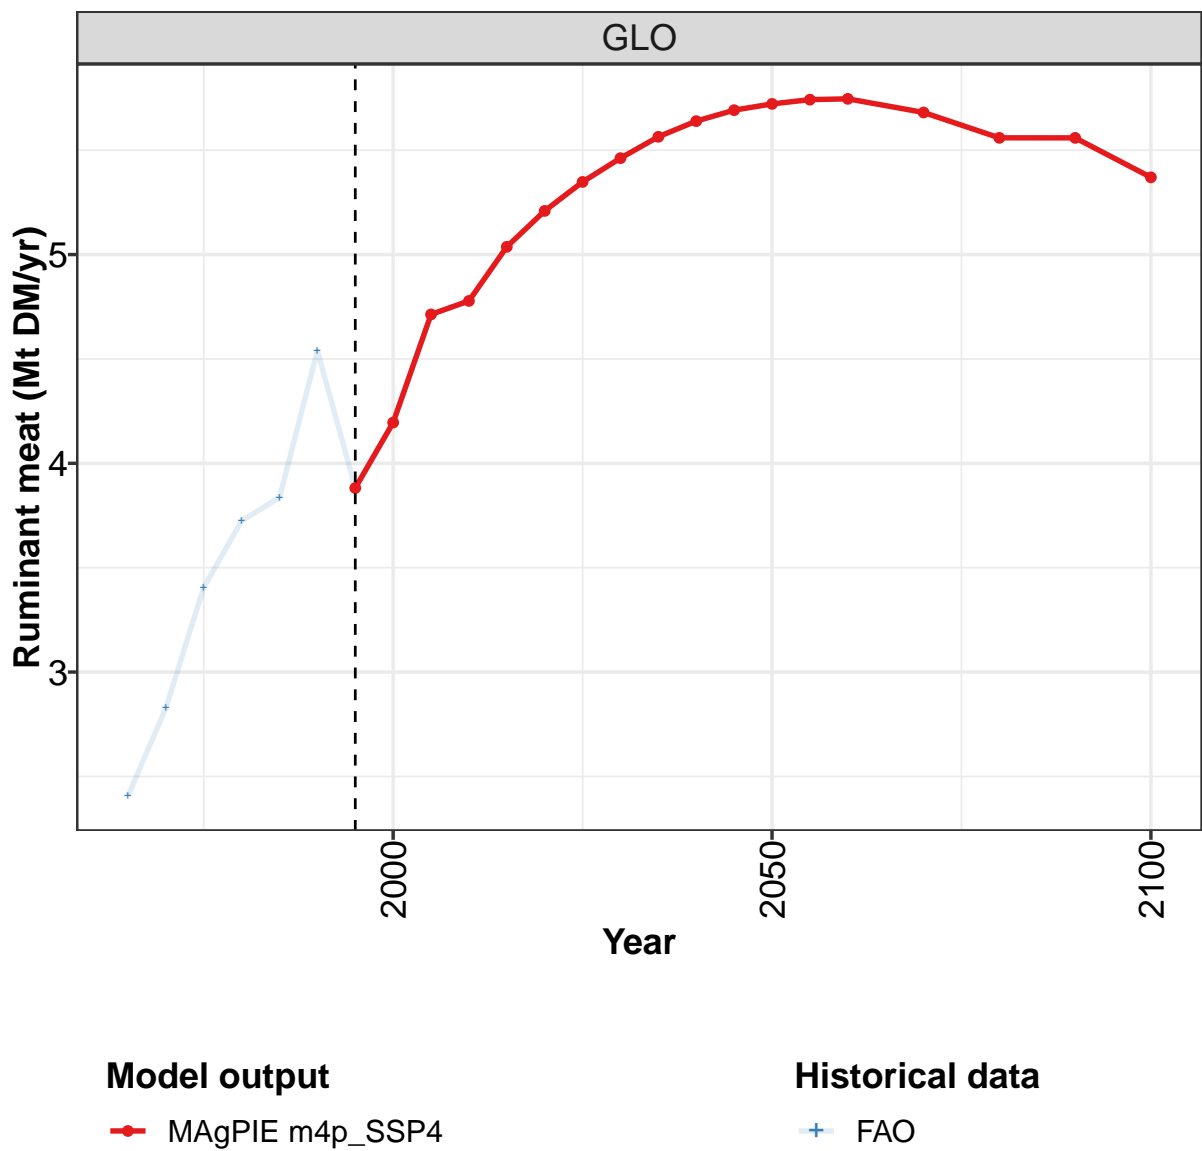 GLO
Ruminant meat (Mt DM/yr)
5
4
3
2000
2050
2100
Year
Model output
MAgPIE m4p_SSP4
Historical data
FAO